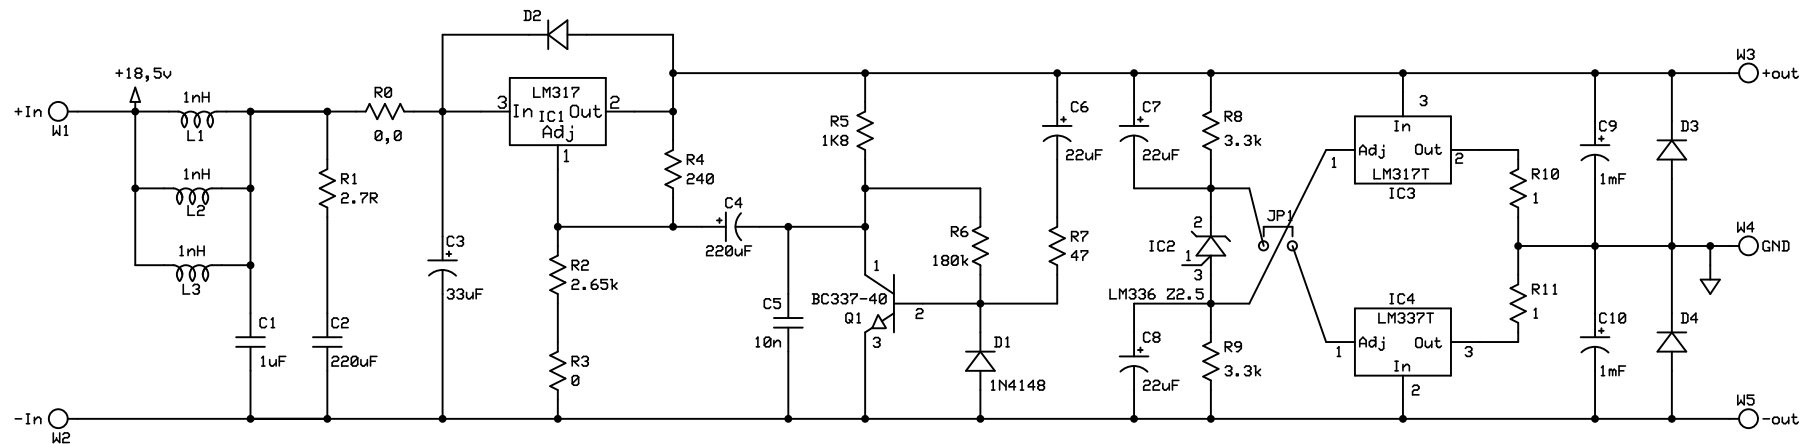 D2
+18,5v
1nH
L1
1nH
L2
1nH
L3
+In
W1
-In
W2
R0
0,0
R1
2.7R
C1
1uF
C2
220uF
C3
33uF
3
LM317
In IC1 Out
Adj
2
1
R4
240
R2
2.65k
R3
0
C4
220uF
C5
10n
R5
1K8
1
BC337-40
Q1
2
3
R6
180k
D1
1N4148
C6
22uF
R7
47
C7
22uF
R8
3.3k
2
IC2
1
3
LM336 Z2.5
C8
22uF
R9
3.3k
JP1
3
In
1
Adj Out
2
LM317T
IC3
IC4
LM337T
1
Adj Out
3
In
2
R10
1
R11
1
C9
1mF
C10
1mF
D3
D4
W3
+out
W4
GND
W5
-out